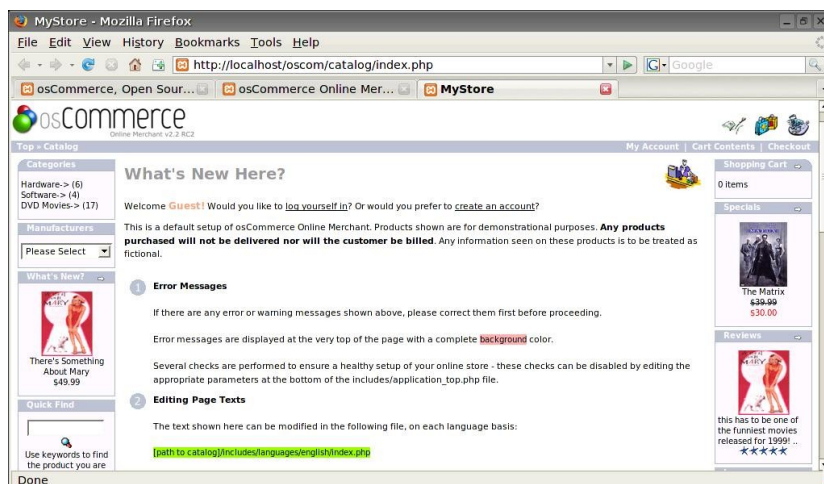 MyStore - Mozilla Firefox
File Edit View History Bookmarks Tools Help
http://localhost/oscom/catalog/index.php
G Google
osCommerce, Open Sour...
osCommerce Online Mer...
MyStore
osCommerce
Online Merchant v2.2 RC2
Top » Catalog
My Account | Cart Contents | Checkout
Categories
Hardware-> (6)
Software-> (4)
DVD Movies-> (17)
Manufacturers
Please Select
What's New?
There's Something
About Mary
$49.99
Quick Find
Use keywords to find
the product you are
What's New Here?
Welcome Guest! Would you like to log yourself in? Or would you prefer to create an account?
This is a default setup of osCommerce Online Merchant. Products shown are for demonstrational purposes. Any products
purchased will not be delivered nor will the customer be billed. Any information seen on these products is to be treated as
fictional.
1 Error Messages
If there are any error or warning messages shown above, please correct them first before proceeding.
Error messages are displayed at the very top of the page with a complete background color.
Several checks are performed to ensure a healthy setup of your online store - these checks can be disabled by editing the
appropriate parameters at the bottom of the includes/application_top.php file.
2 Editing Page Texts
The text shown here can be modified in the following file, on each language basis:
[path to catalog]/includes/languages/english/index.php
Shopping Cart
0 items
Specials
The Matrix
$39.99
$30.00
Reviews
this has to be one of
the funniest movies
released for 1999! ..
Done